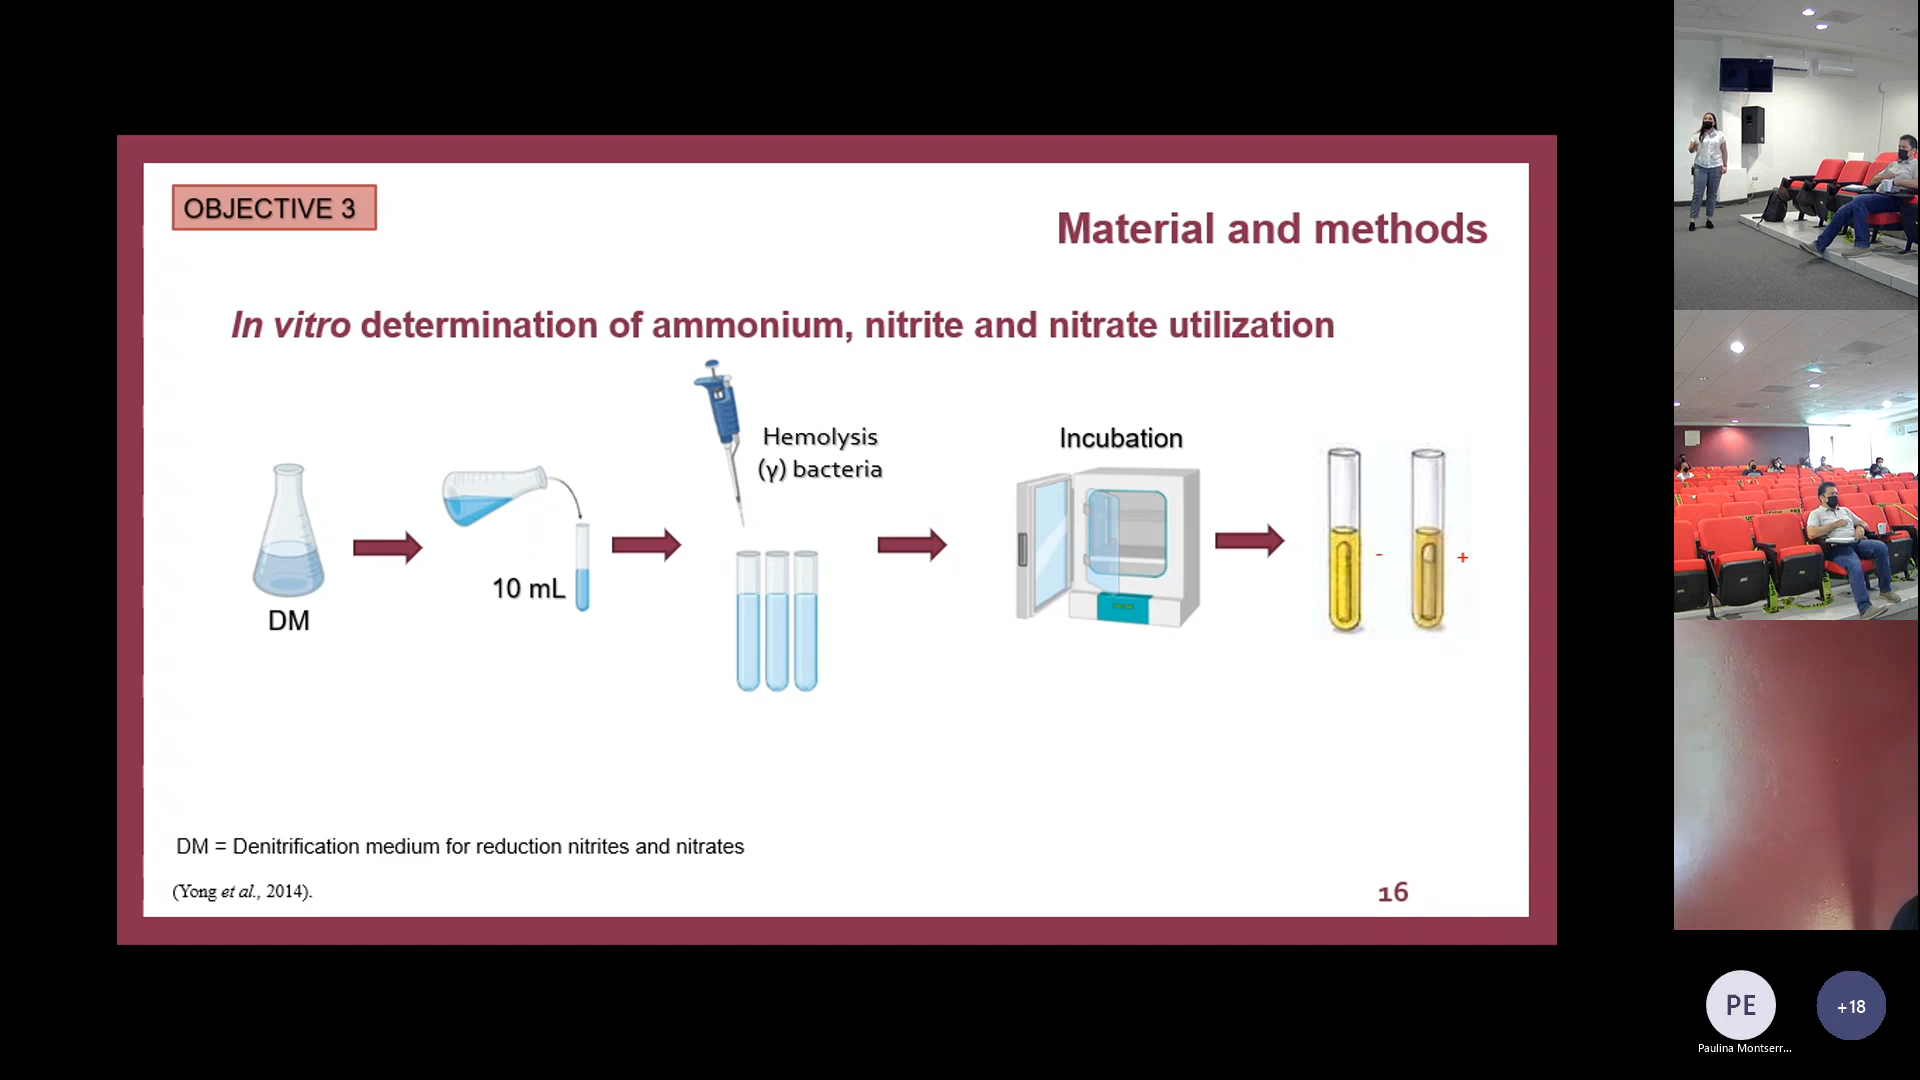 OBJECTIVE 3
Material and methods
In vitro determination of ammonium, nitrite and nitrate utilization
Hemolysis
(γ) bacteria
Incubation
-
+
10 mL
DM
DM = Denitrification medium for reduction nitrites and nitrates
(Yong et al., 2014).
16
PE
+18
Paulina Montserr...